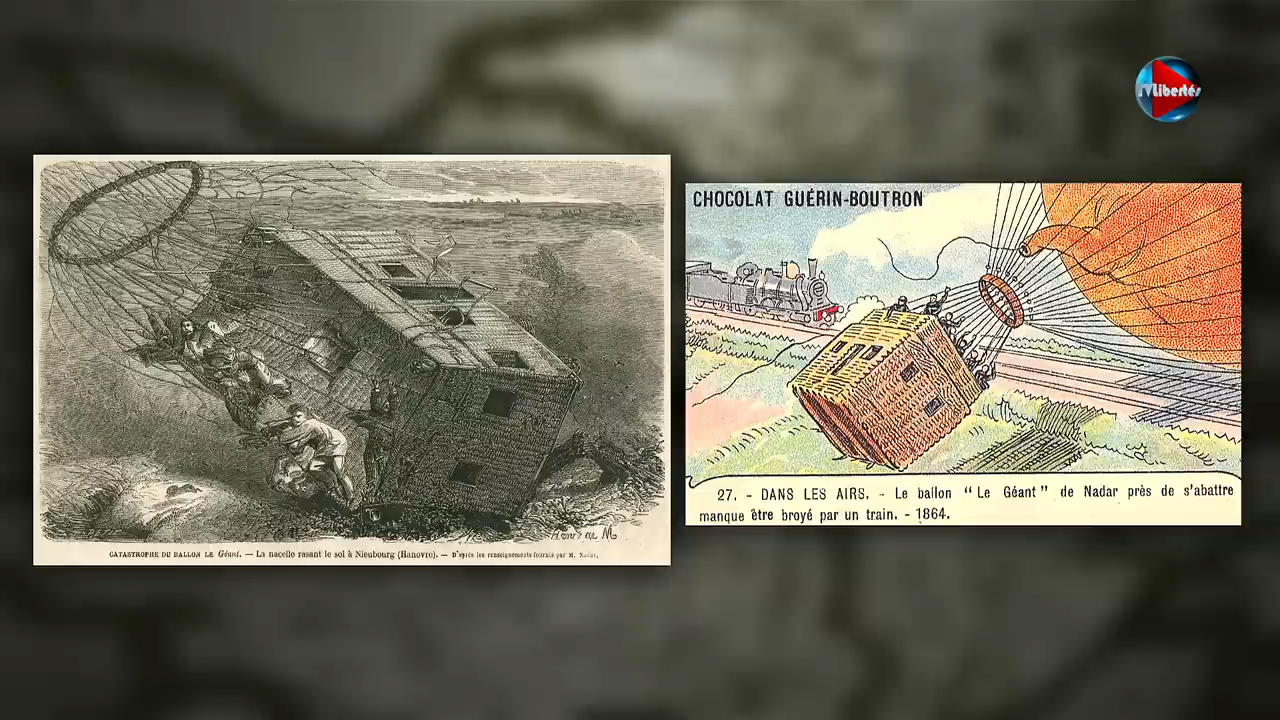 TVLibertés
CATASTROPHE DU BALLON LE Géant. — La nacelle rasant le sol à Nieubourg (Hanovre). — D'après les renseignements fournis par M. Nadar.
CHOCOLAT GUÉRIN-BOUTRON
27. - DANS LES AIRS. - Le ballon "Le Géant" de Nadar près de s'abattre
manque être broyé par un train. - 1864.